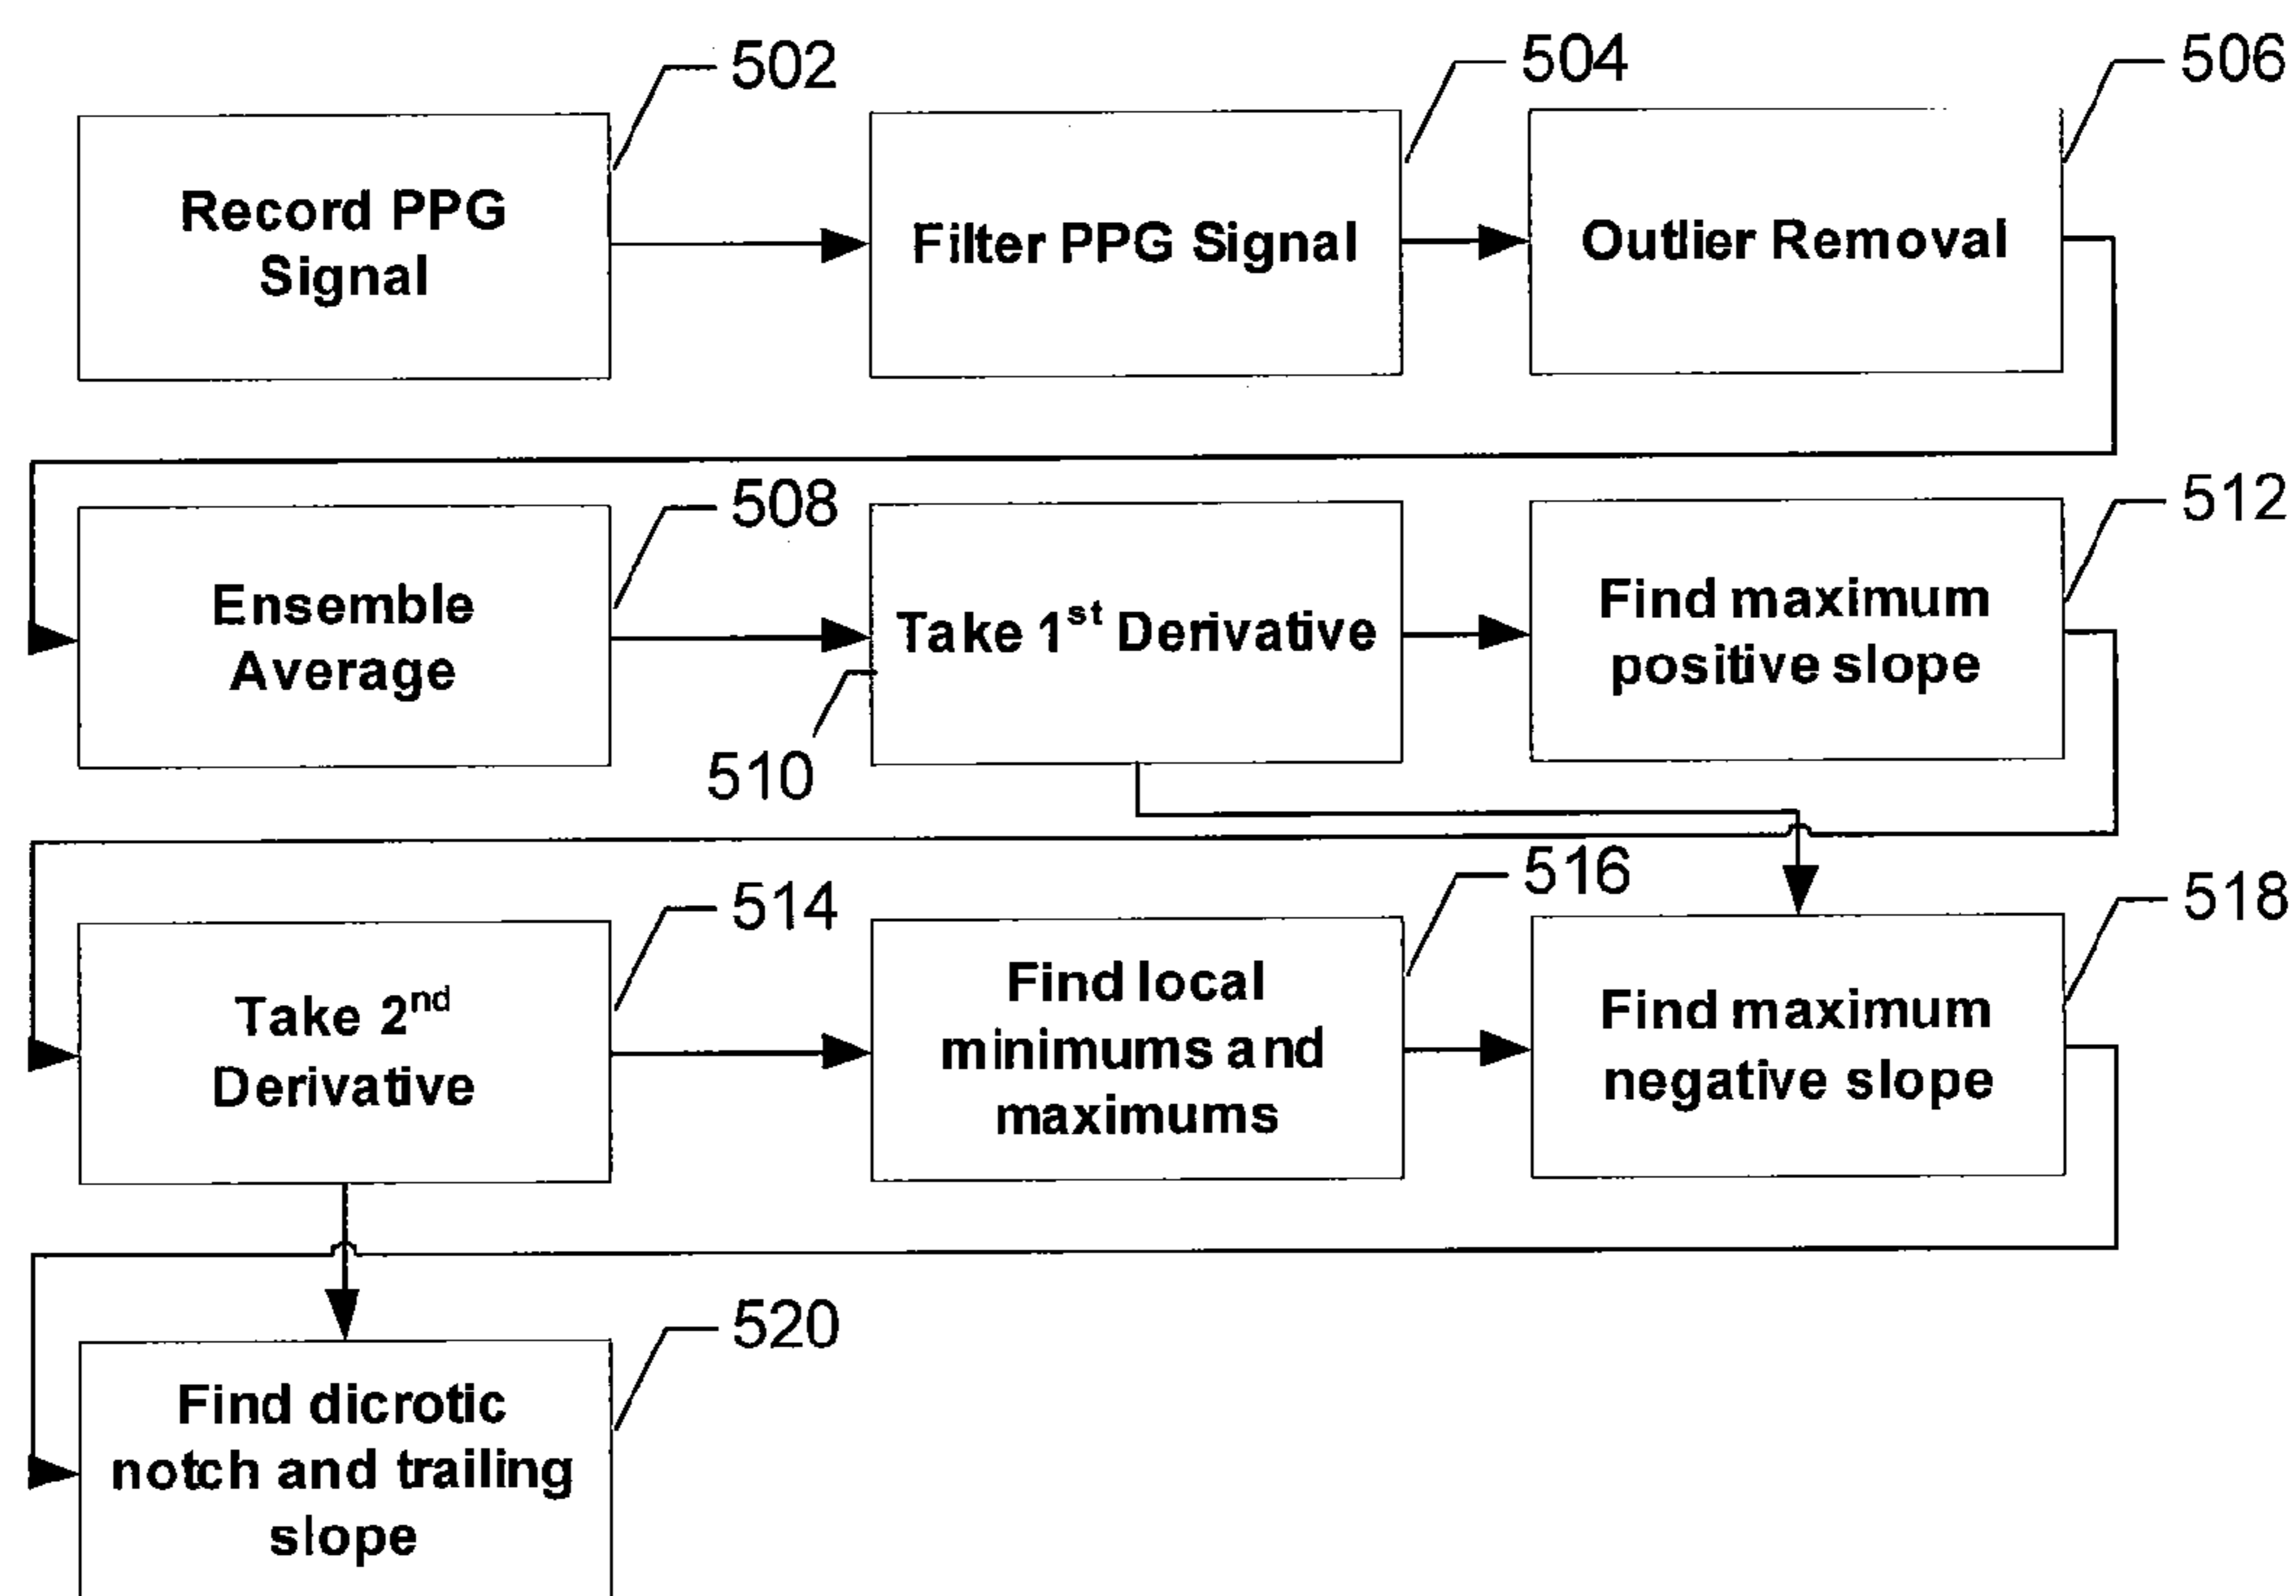 502
504
506
Record PPG
Signal
Filter PPG Signal
Outlier Removal
508
512
Ensemble
Average
Take 1st Derivative
Find maximum
positive slope
510
514
516
518
Take 2nd
Derivative
Find local
minimums and
maximums
Find maximum
negative slope
520
Find dicrotic
notch and trailing
slope